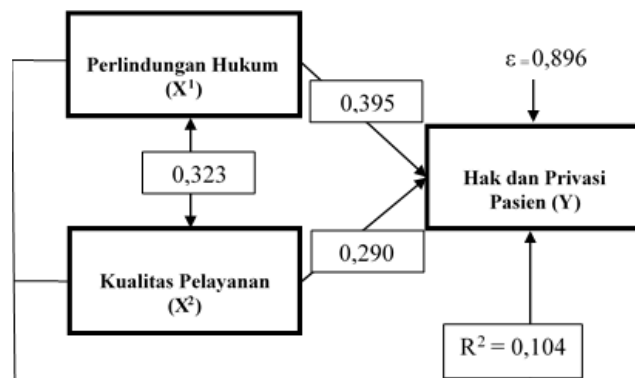 Perlindungan Hukum
(X¹)
ε = 0,896
0,395
0,323
Hak dan Privasi
Pasien (Y)
0,290
Kualitas Pelayanan
(X²)
R² = 0,104